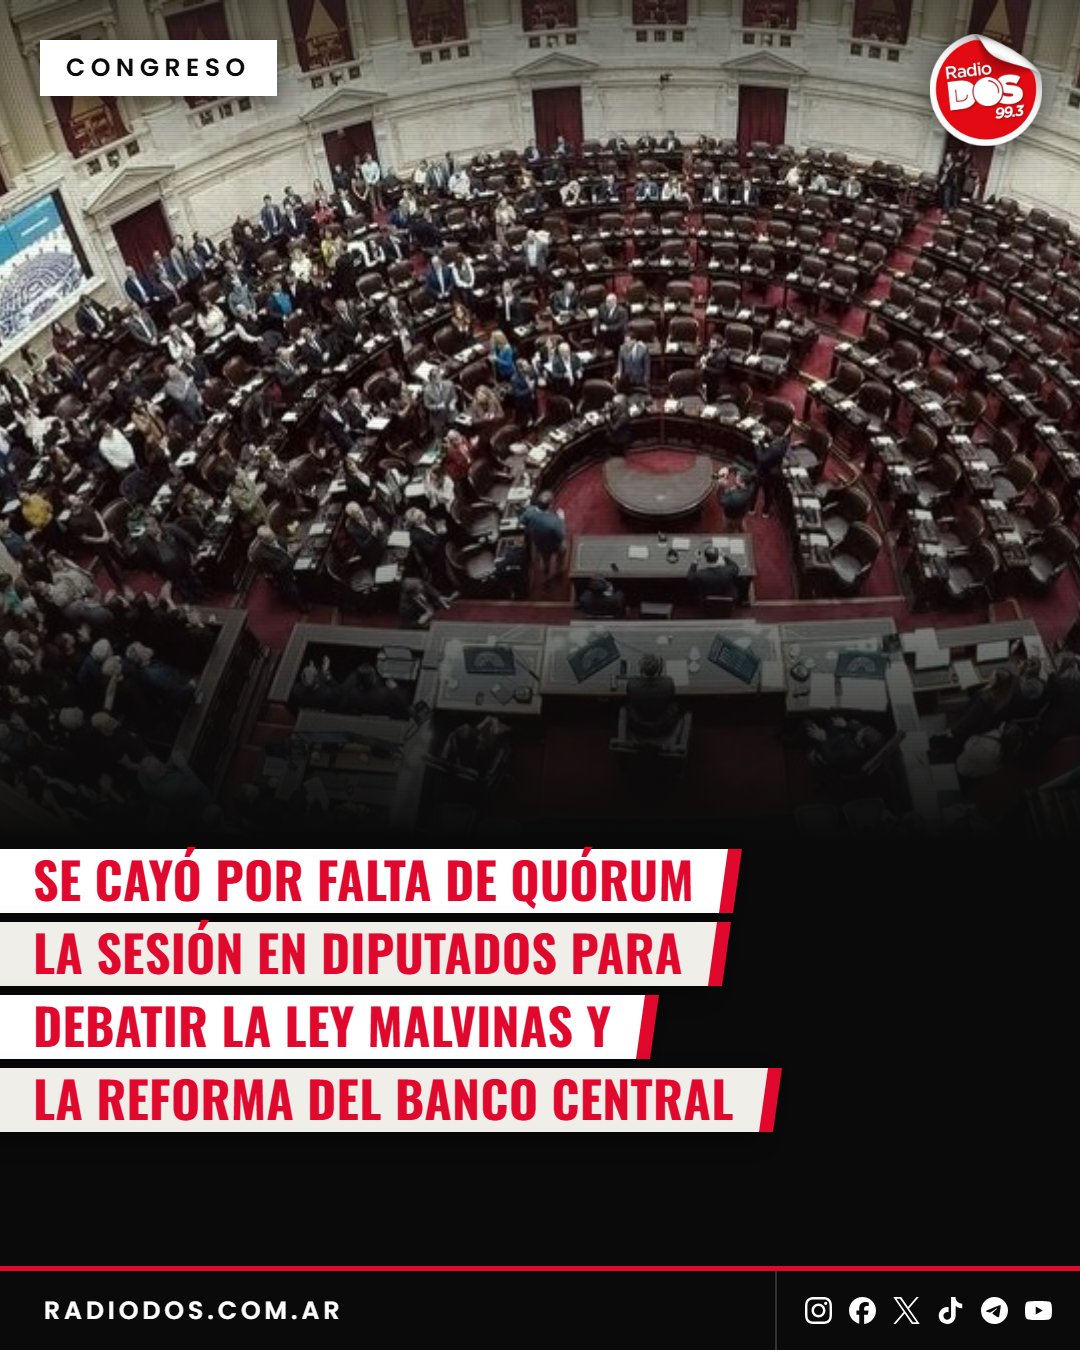 CONGRESO
Radio
DOS
99.3
SE CAYÓ POR FALTA DE QUÓRUM
LA SESIÓN EN DIPUTADOS PARA
DEBATIR LA LEY MALVINAS Y
LA REFORMA DEL BANCO CENTRAL
RADIODOS.COM.AR